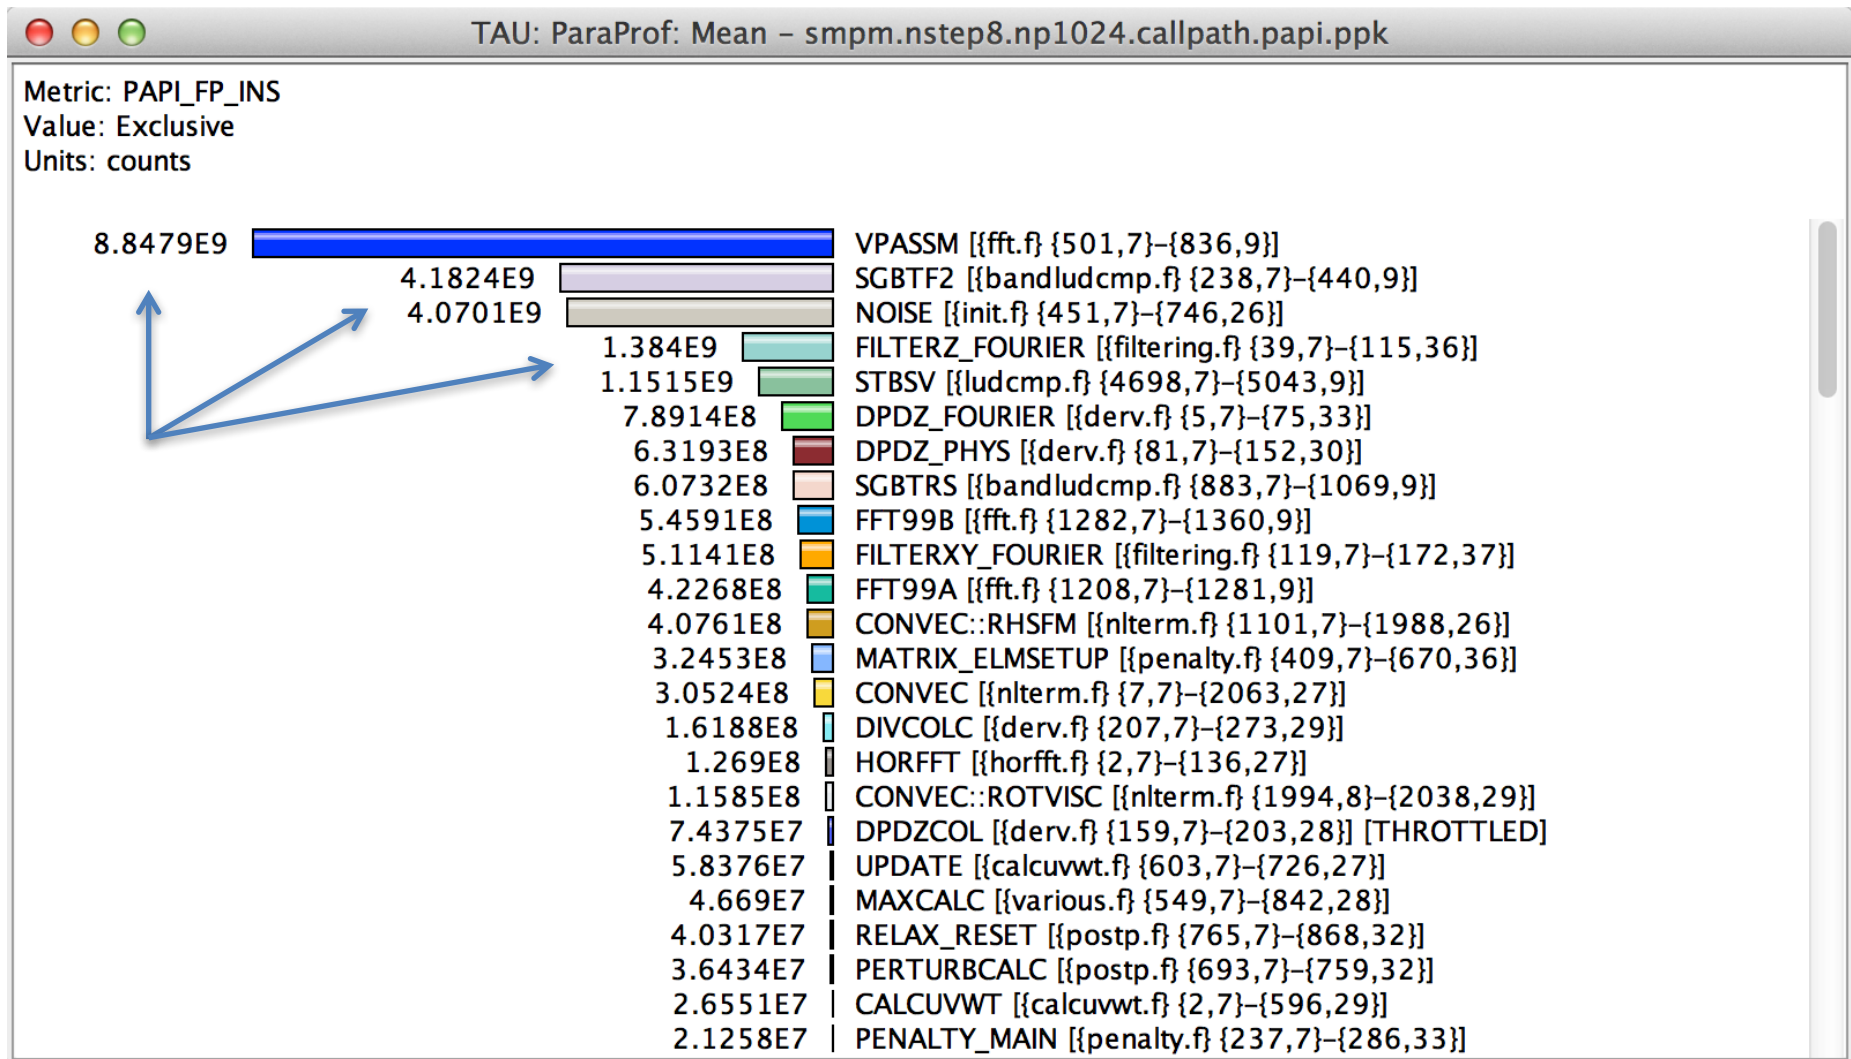 TAU: ParaProf: Mean – smpm.nstep8.np1024.callpath.papi.ppk
Metric: PAPI_FP_INS
Value: Exclusive
Units: counts
8.8479E9 VPASSM [{fft.f} {501,7}–{836,9}]
4.1824E9 SGBTF2 [{bandludcmp.f} {238,7}–{440,9}]
4.0701E9 NOISE [{init.f} {451,7}–{746,26}]
1.384E9 FILTERZ_FOURIER [{filtering.f} {39,7}–{115,36}]
1.1515E9 STBSV [{ludcmp.f} {4698,7}–{5043,9}]
7.8914E8 DPDZ_FOURIER [{derv.f} {5,7}–{75,33}]
6.3193E8 DPDZ_PHYS [{derv.f} {81,7}–{152,30}]
6.0732E8 SGBTRS [{bandludcmp.f} {883,7}–{1069,9}]
5.4591E8 FFT99B [{fft.f} {1282,7}–{1360,9}]
5.1141E8 FILTERXY_FOURIER [{filtering.f} {119,7}–{172,37}]
4.2268E8 FFT99A [{fft.f} {1208,7}–{1281,9}]
4.0761E8 CONVEC::RHSFM [{nlterm.f} {1101,7}–{1988,26}]
3.2453E8 MATRIX_ELMSETUP [{penalty.f} {409,7}–{670,36}]
3.0524E8 CONVEC [{nlterm.f} {7,7}–{2063,27}]
1.6188E8 DIVCOLC [{derv.f} {207,7}–{273,29}]
1.269E8 HORFFT [{horfft.f} {2,7}–{136,27}]
1.1585E8 CONVEC::ROTVISC [{nlterm.f} {1994,8}–{2038,29}]
7.4375E7 DPDZCOL [{derv.f} {159,7}–{203,28}] [THROTTLED]
5.8376E7 UPDATE [{calcuvwt.f} {603,7}–{726,27}]
4.669E7 MAXCALC [{various.f} {549,7}–{842,28}]
4.0317E7 RELAX_RESET [{postp.f} {765,7}–{868,32}]
3.6434E7 PERTURBCALC [{postp.f} {693,7}–{759,32}]
2.6551E7 CALCUVWT [{calcuvwt.f} {2,7}–{596,29}]
2.1258E7 PENALTY_MAIN [{penalty.f} {237,7}–{286,33}]